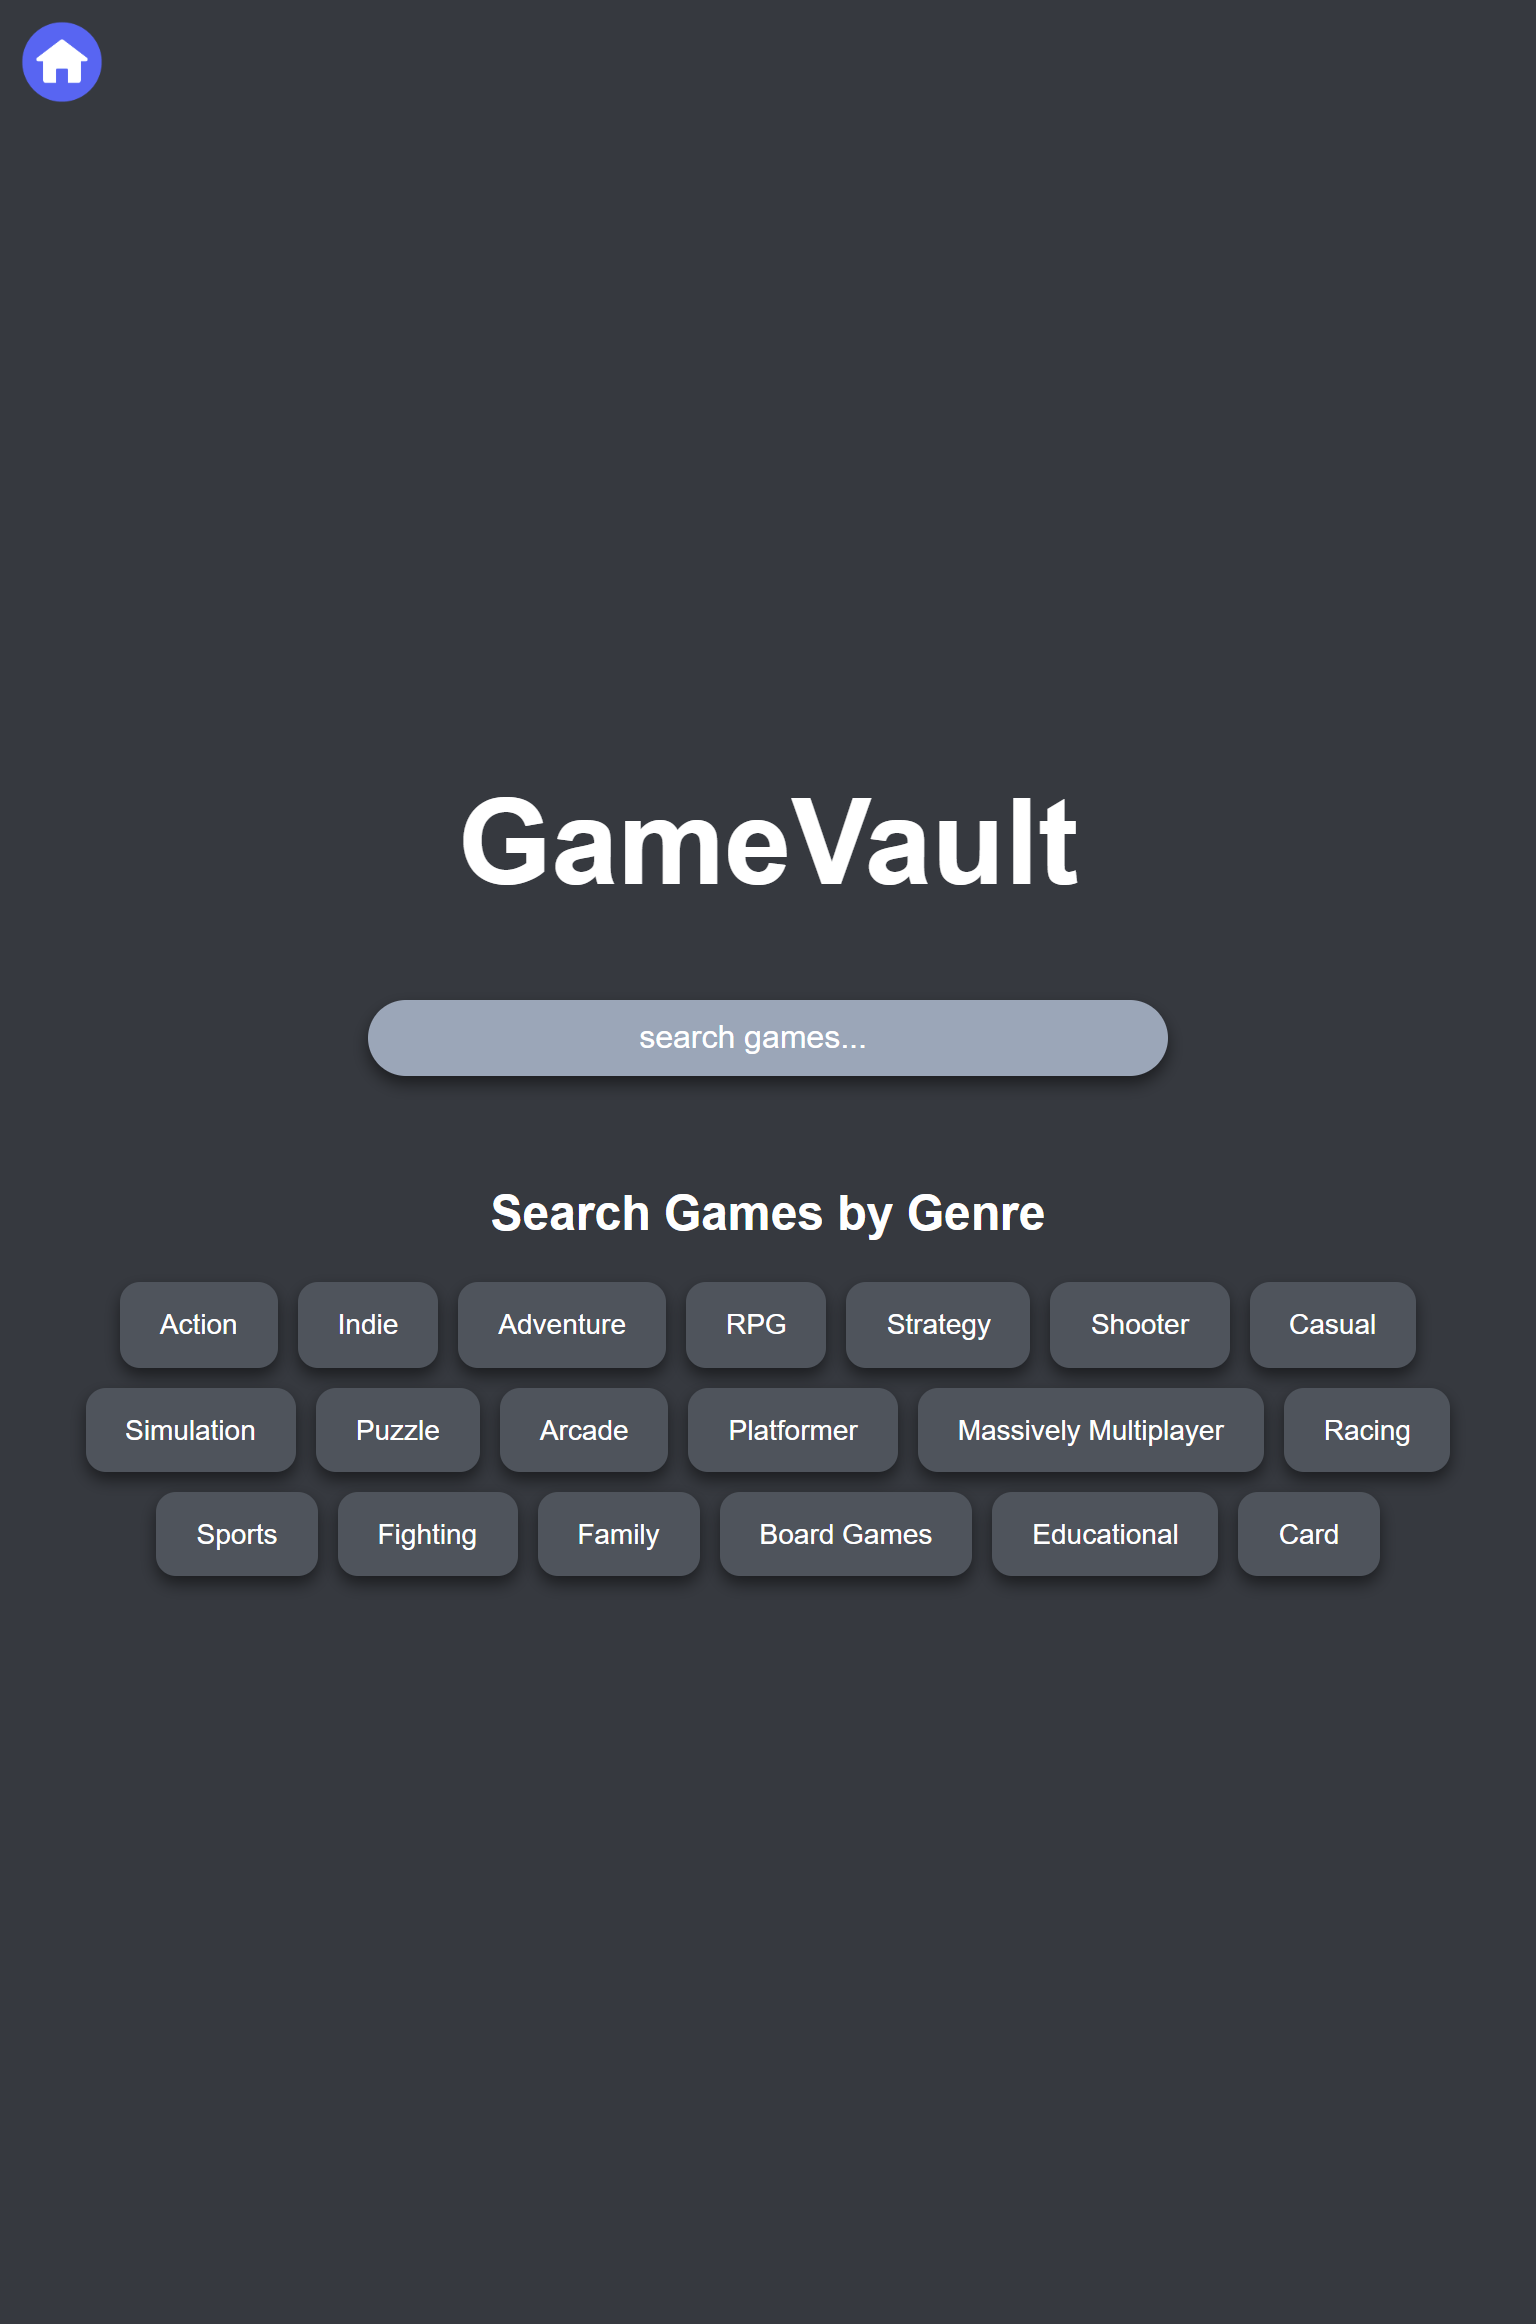 GameVault
search games...
Search Games by Genre
Action Indie Adventure RPG Strategy Shooter Casual
Simulation Puzzle Arcade Platformer Massively Multiplayer Racing
Sports Fighting Family Board Games Educational Card